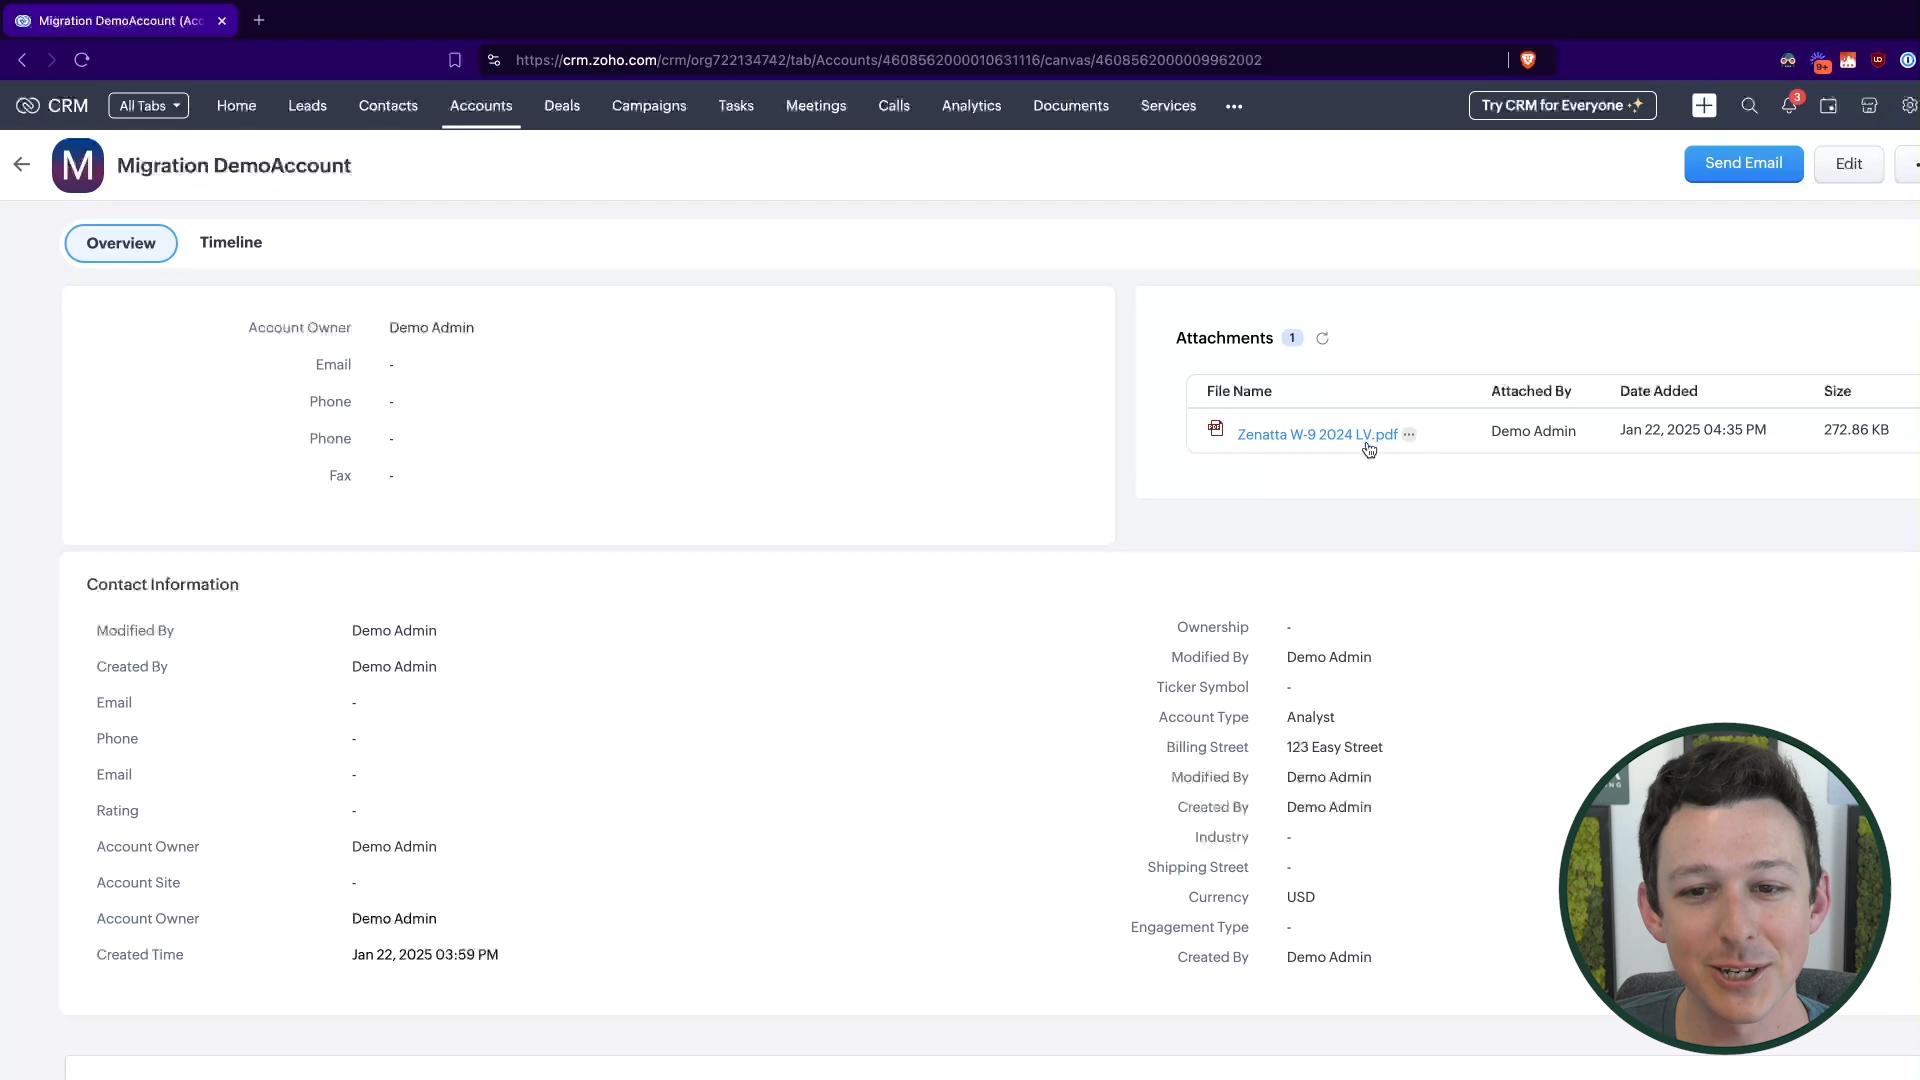 Migration DemoAccount (Acc
https://crm.zoho.com/crm/org722134742/tab/Accounts/4608562000010631116/canvas/4608562000009962002
9+
CRM All Tabs Home Leads Contacts Accounts Deals Campaigns Tasks Meetings Calls Analytics Documents Services ••• Try CRM for Everyone 3
M Migration DemoAccount Send Email Edit
Overview Timeline
Account Owner Demo Admin
Email -
Phone -
Phone -
Fax -
Attachments 1
File Name Attached By Date Added Size
Zenatta W-9 2024 LV.pdf ••• Demo Admin Jan 22, 2025 04:35 PM 272.86 KB
Contact Information
Modified By Demo Admin
Created By Demo Admin
Email -
Phone -
Email -
Rating -
Account Owner Demo Admin
Account Site -
Account Owner Demo Admin
Created Time Jan 22, 2025 03:59 PM
Ownership -
Modified By Demo Admin
Ticker Symbol -
Account Type Analyst
Billing Street 123 Easy Street
Modified By Demo Admin
Created By Demo Admin
Industry -
Shipping Street -
Currency USD
Engagement Type -
Created By Demo Admin